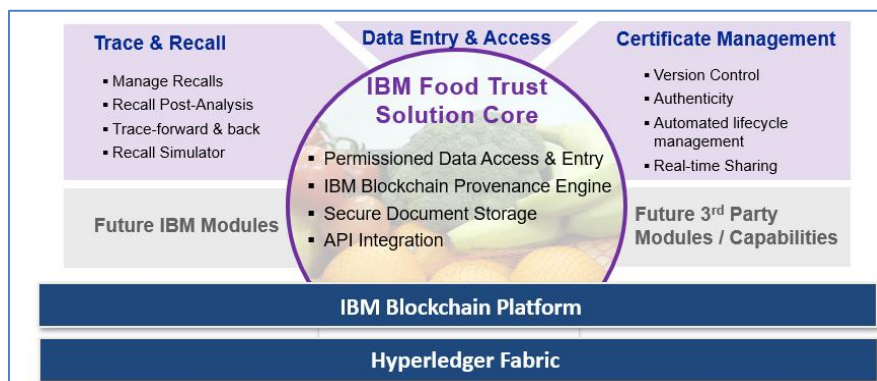 Trace & Recall
▪ Manage Recalls
▪ Recall Post-Analysis
▪ Trace-forward & back
▪ Recall Simulator
Data Entry & Access
Certificate Management
▪ Version Control
▪ Authenticity
▪ Automated lifecycle
management
▪ Real-time Sharing
IBM Food Trust
Solution Core
▪ Permissioned Data Access & Entry
▪ IBM Blockchain Provenance Engine
▪ Secure Document Storage
▪ API Integration
Future IBM Modules
Future 3rd Party
Modules / Capabilities
IBM Blockchain Platform
Hyperledger Fabric